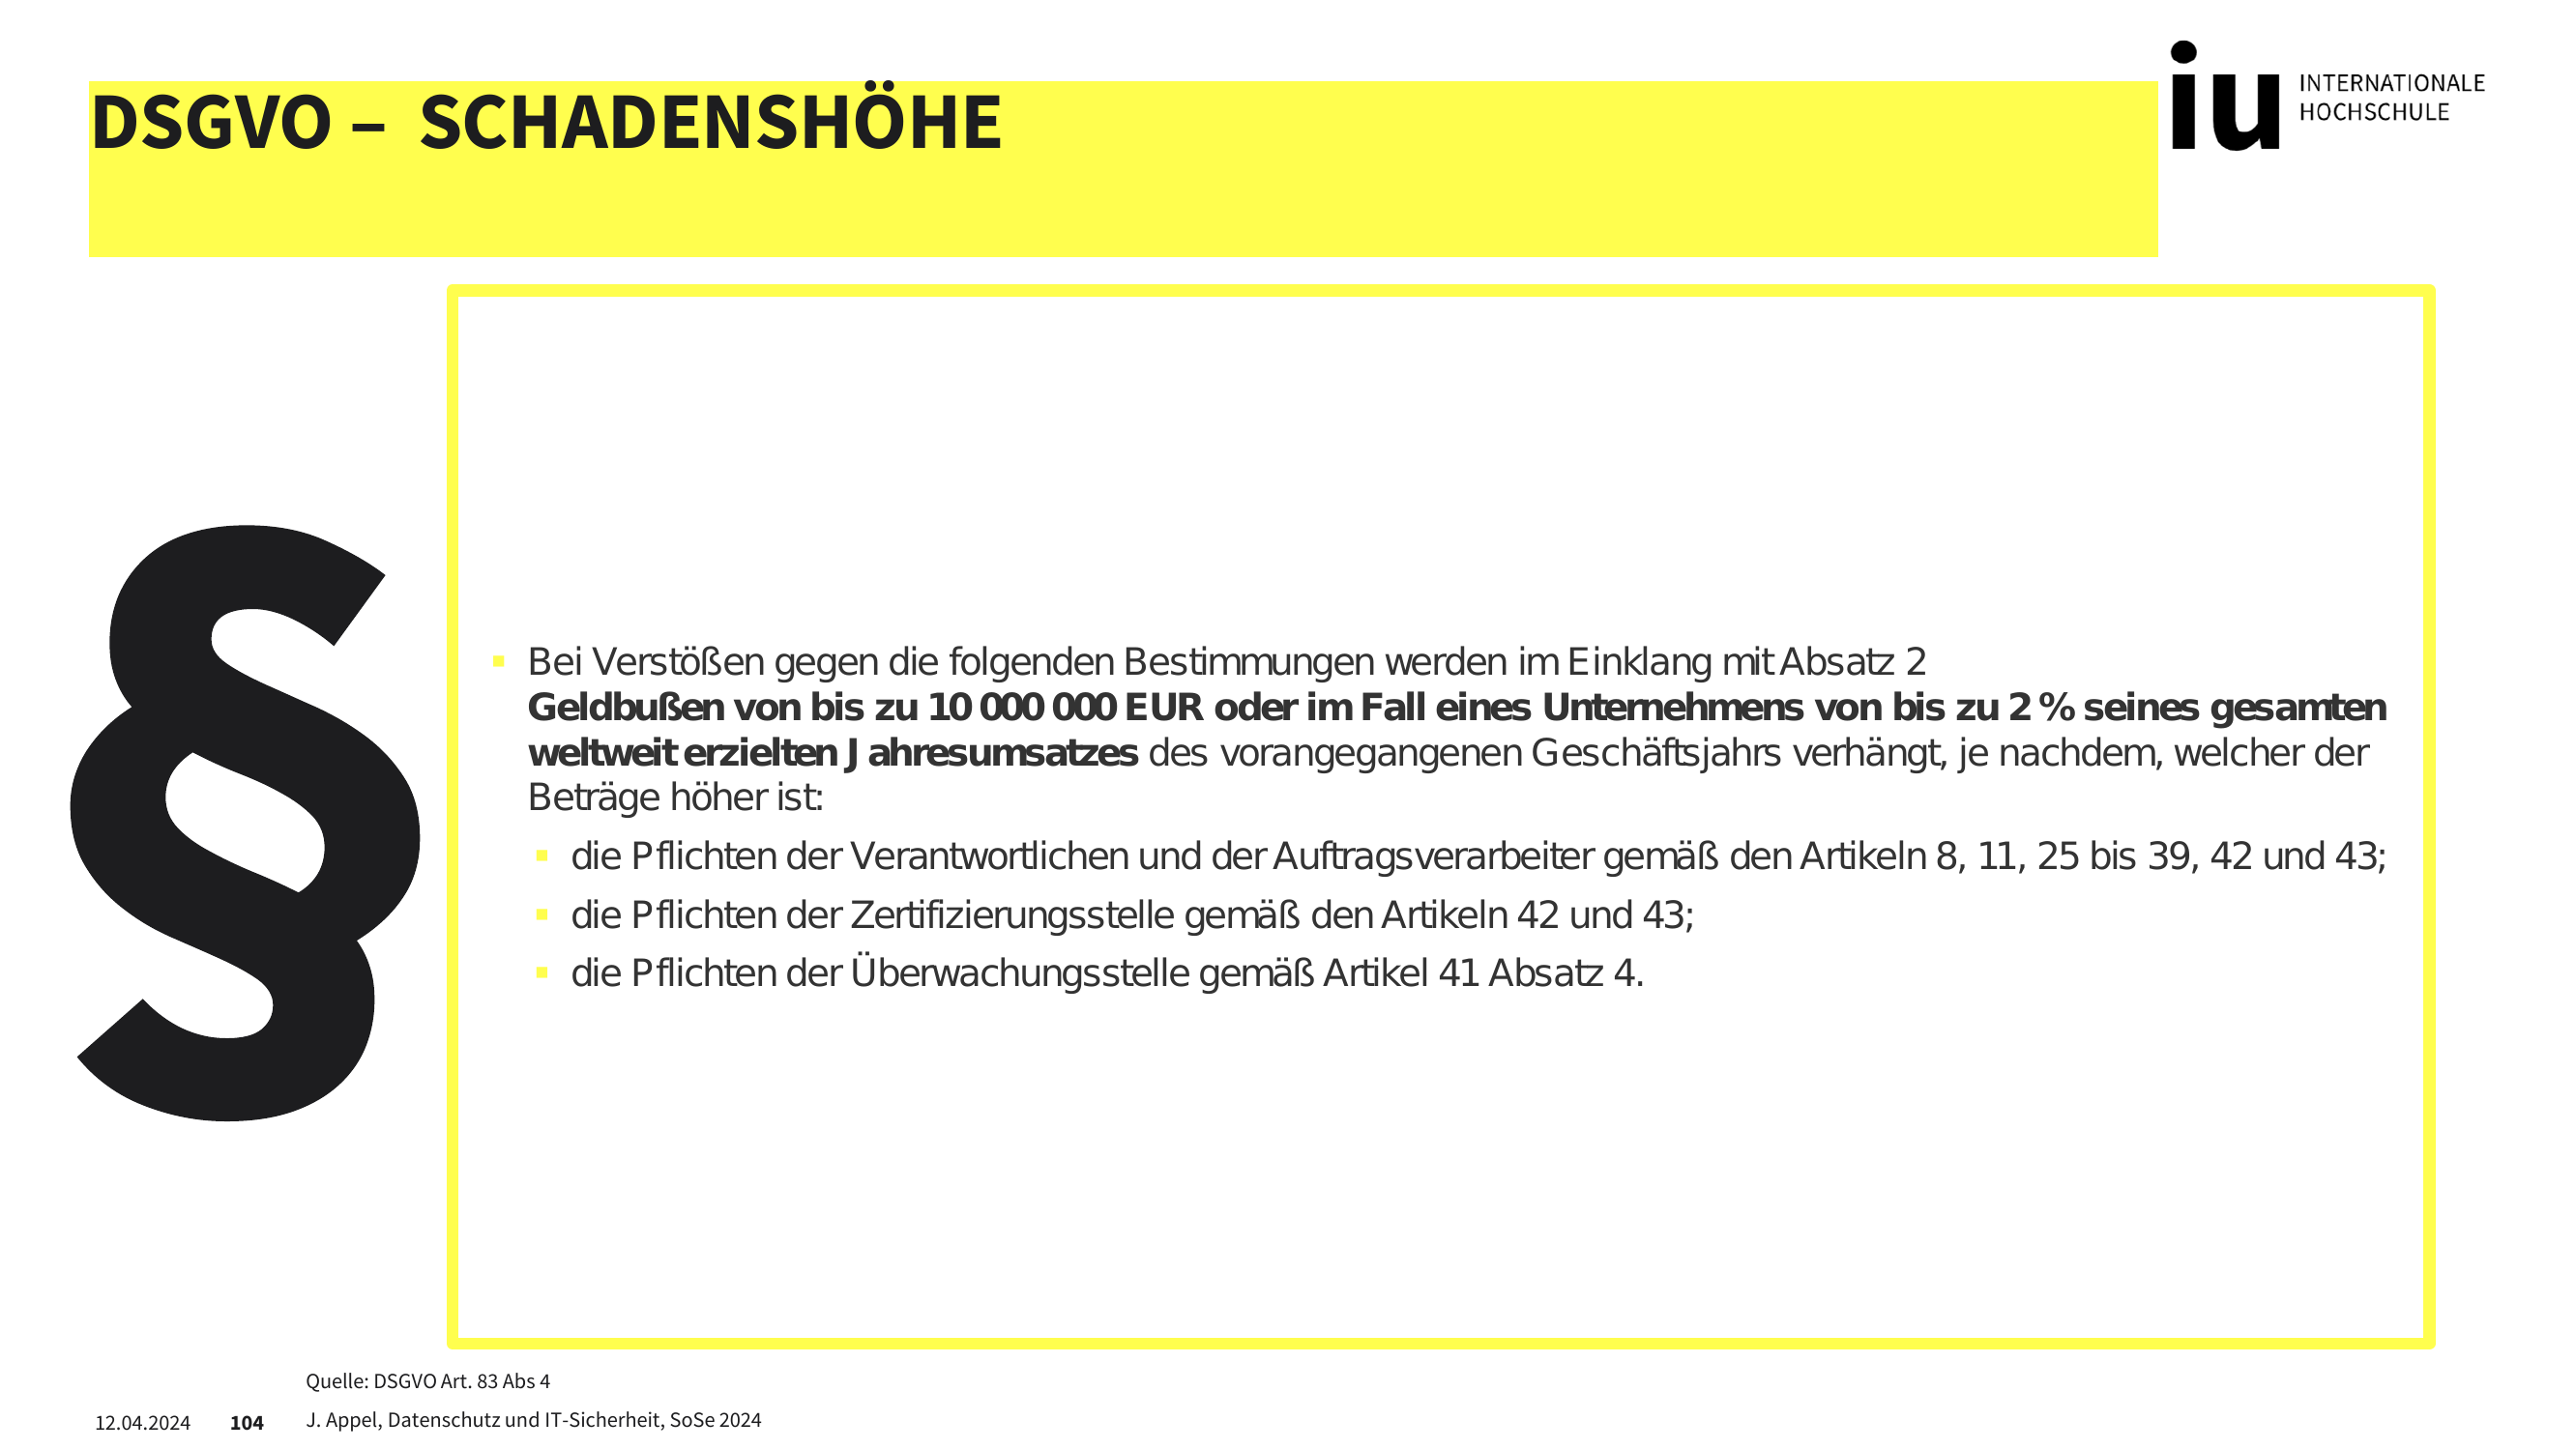 DSGVO – SCHADENSHÖHE
iu INTERNATIONALE
HOCHSCHULE
§
▪ Bei Verstößen gegen die folgenden Bestimmungen werden im Einklang mit Absatz 2
Geldbußen von bis zu 10 000 000 EUR oder im Fall eines Unternehmens von bis zu 2 % seines gesamten
weltweit erzielten Jahresumsatzes des vorangegangenen Geschäftsjahrs verhängt, je nachdem, welcher der
Beträge höher ist:
▪ die Pflichten der Verantwortlichen und der Auftragsverarbeiter gemäß den Artikeln 8, 11, 25 bis 39, 42 und 43;
▪ die Pflichten der Zertifizierungsstelle gemäß den Artikeln 42 und 43;
▪ die Pflichten der Überwachungsstelle gemäß Artikel 41 Absatz 4.
Quelle: DSGVO Art. 83 Abs 4
12.04.2024 104 J. Appel, Datenschutz und IT-Sicherheit, SoSe 2024